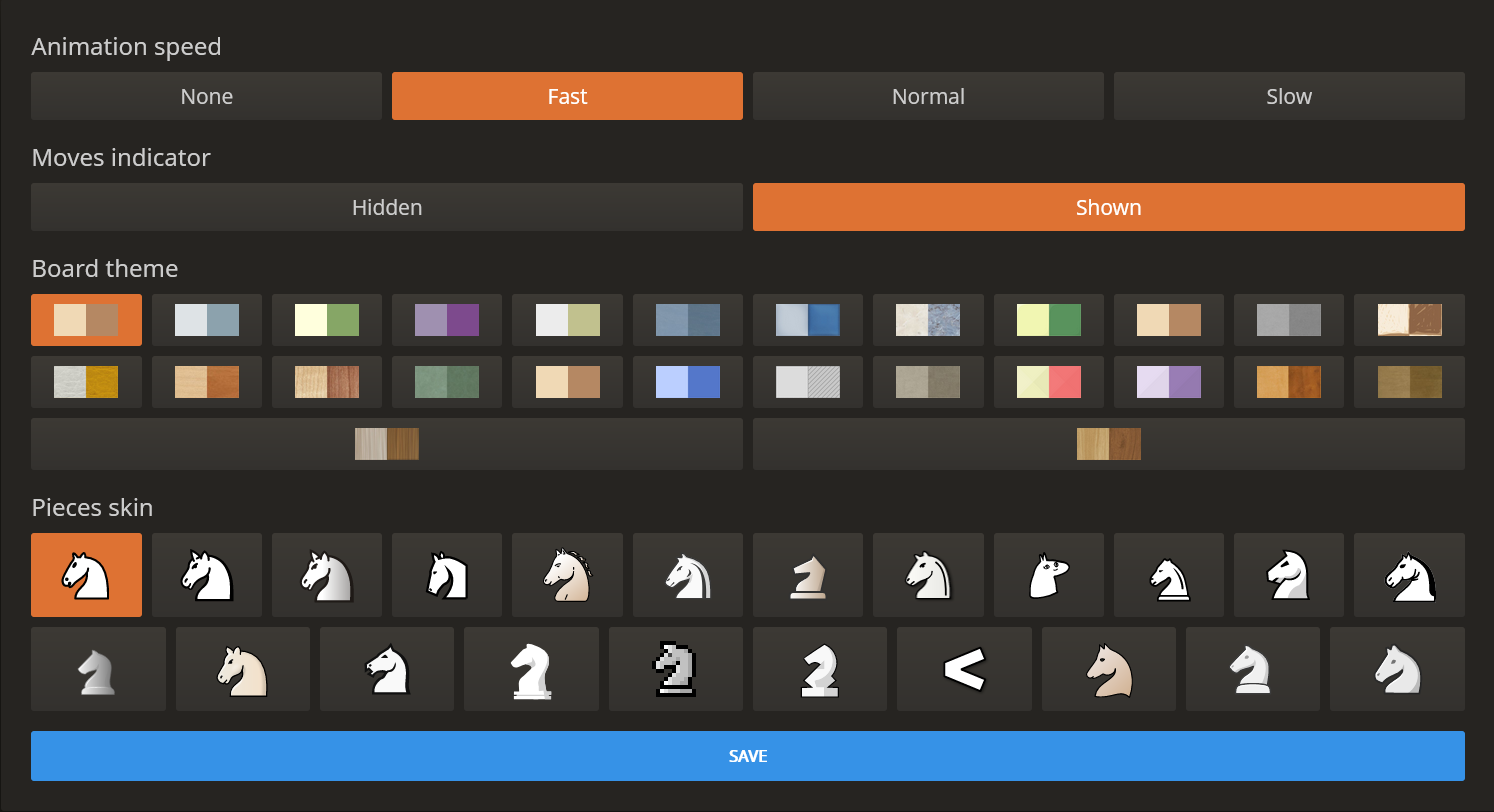 Animation speed
None Fast Normal Slow
Moves indicator
Hidden Shown
Board theme
Pieces skin
SAVE